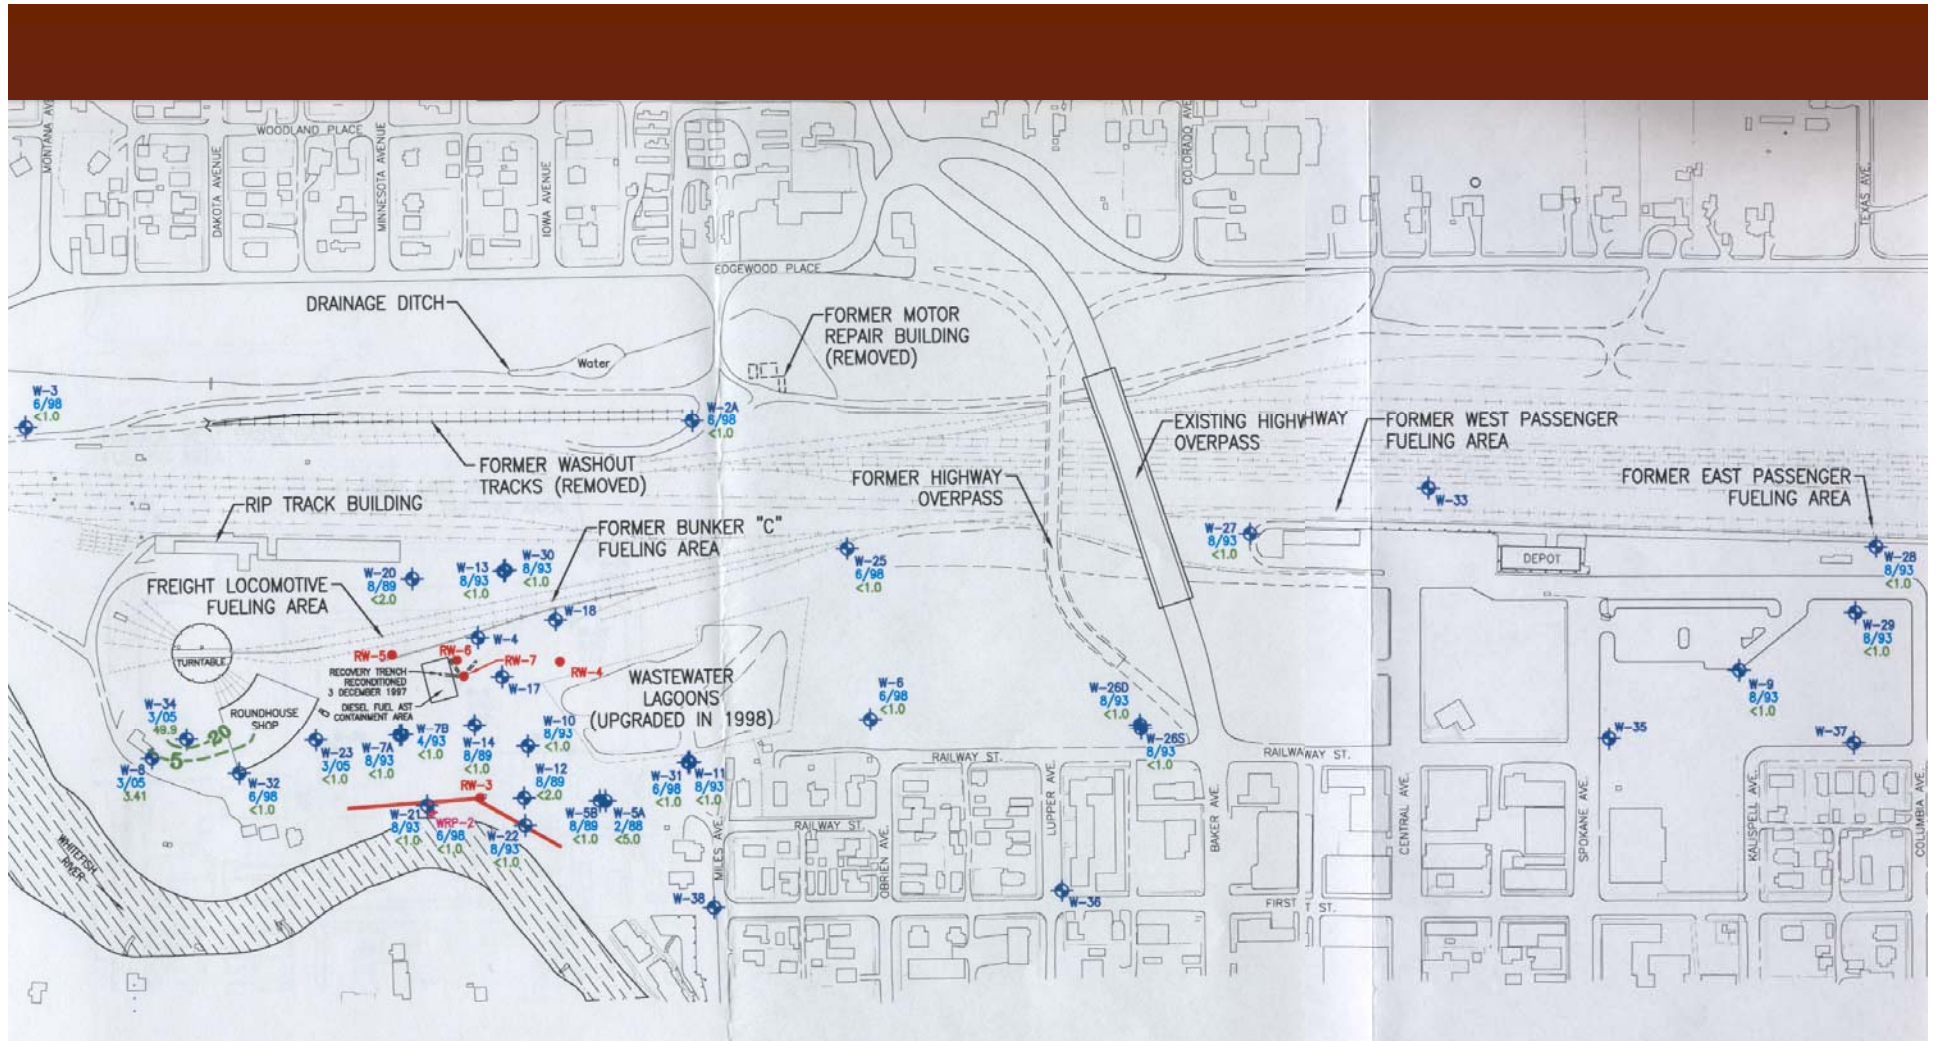 MONTANA AVE
WOODLAND PLACE
DAKOTA AVENUE
MINNESOTA AVENUE
IOWA AVENUE
COLORADO AVE
TEXAS AVE.
EDGEWOOD PLACE
DRAINAGE DITCH
Water
FORMER MOTOR
REPAIR BUILDING
(REMOVED)
W-3
6/98
<1.0
W-2A
6/98
<1.0
FORMER WASHOUT
TRACKS (REMOVED)
EXISTING HIGHWHWAY
OVERPASS
FORMER WEST PASSENGER
FUELING AREA
FORMER HIGHWAY
OVERPASS
W-33
FORMER EAST PASSENGER
FUELING AREA
RIP TRACK BUILDING
FORMER BUNKER "C"
FUELING AREA
W-27
8/93
<1.0
DEPOT
W-28
8/93
<1.0
W-25
6/98
<1.0
W-20
8/89
<2.0
W-13
8/93
<1.0
W-30
8/93
<1.0
FREIGHT LOCOMOTIVE
FUELING AREA
W-18
W-4
W-29
8/93
<1.0
TURNTABLE
RW-5
RW-6
RW-7
RW-4
RECOVERY TRENCH
RECONDITIONED
3 DECEMBER 1997
W-17
WASTEWATER
LAGOONS
(UPGRADED IN 1998)
W-6
6/98
<1.0
W-26D
8/93
<1.0
W-26S
8/93
<1.0
W-9
8/93
<1.0
DIESEL FUEL AST
CONTAINMENT AREA
W-34
3/05
49.9
ROUNDHOUSE
SHOP
20
5
W-8
3/05
3.41
W-32
6/98
<1.0
W-23
3/05
<1.0
W-7A
8/93
<1.0
W-7B
4/93
<1.0
W-14
8/89
<1.0
W-10
8/93
<1.0
W-12
8/89
<2.0
RW-3
W-21
8/93
<1.0
WRP-2
6/98
<1.0
W-22
8/93
<1.0
W-5B
8/89
<1.0
W-5A
2/88
<5.0
W-31
6/98
<1.0
W-11
8/93
<1.0
RAILWAY ST.
RAILWAWAY ST.
RAILWAY ST.
W-35
W-37
WHITEFISH
RIVER
MILES AVE.
OBRIEN AVE.
LUPPER AVE.
BAKER AVE.
CENTRAL AVE.
SPOKANE AVE.
KALISPELL AVE.
COLUMBIA AVE.
W-38
W-36
FIRST T ST.